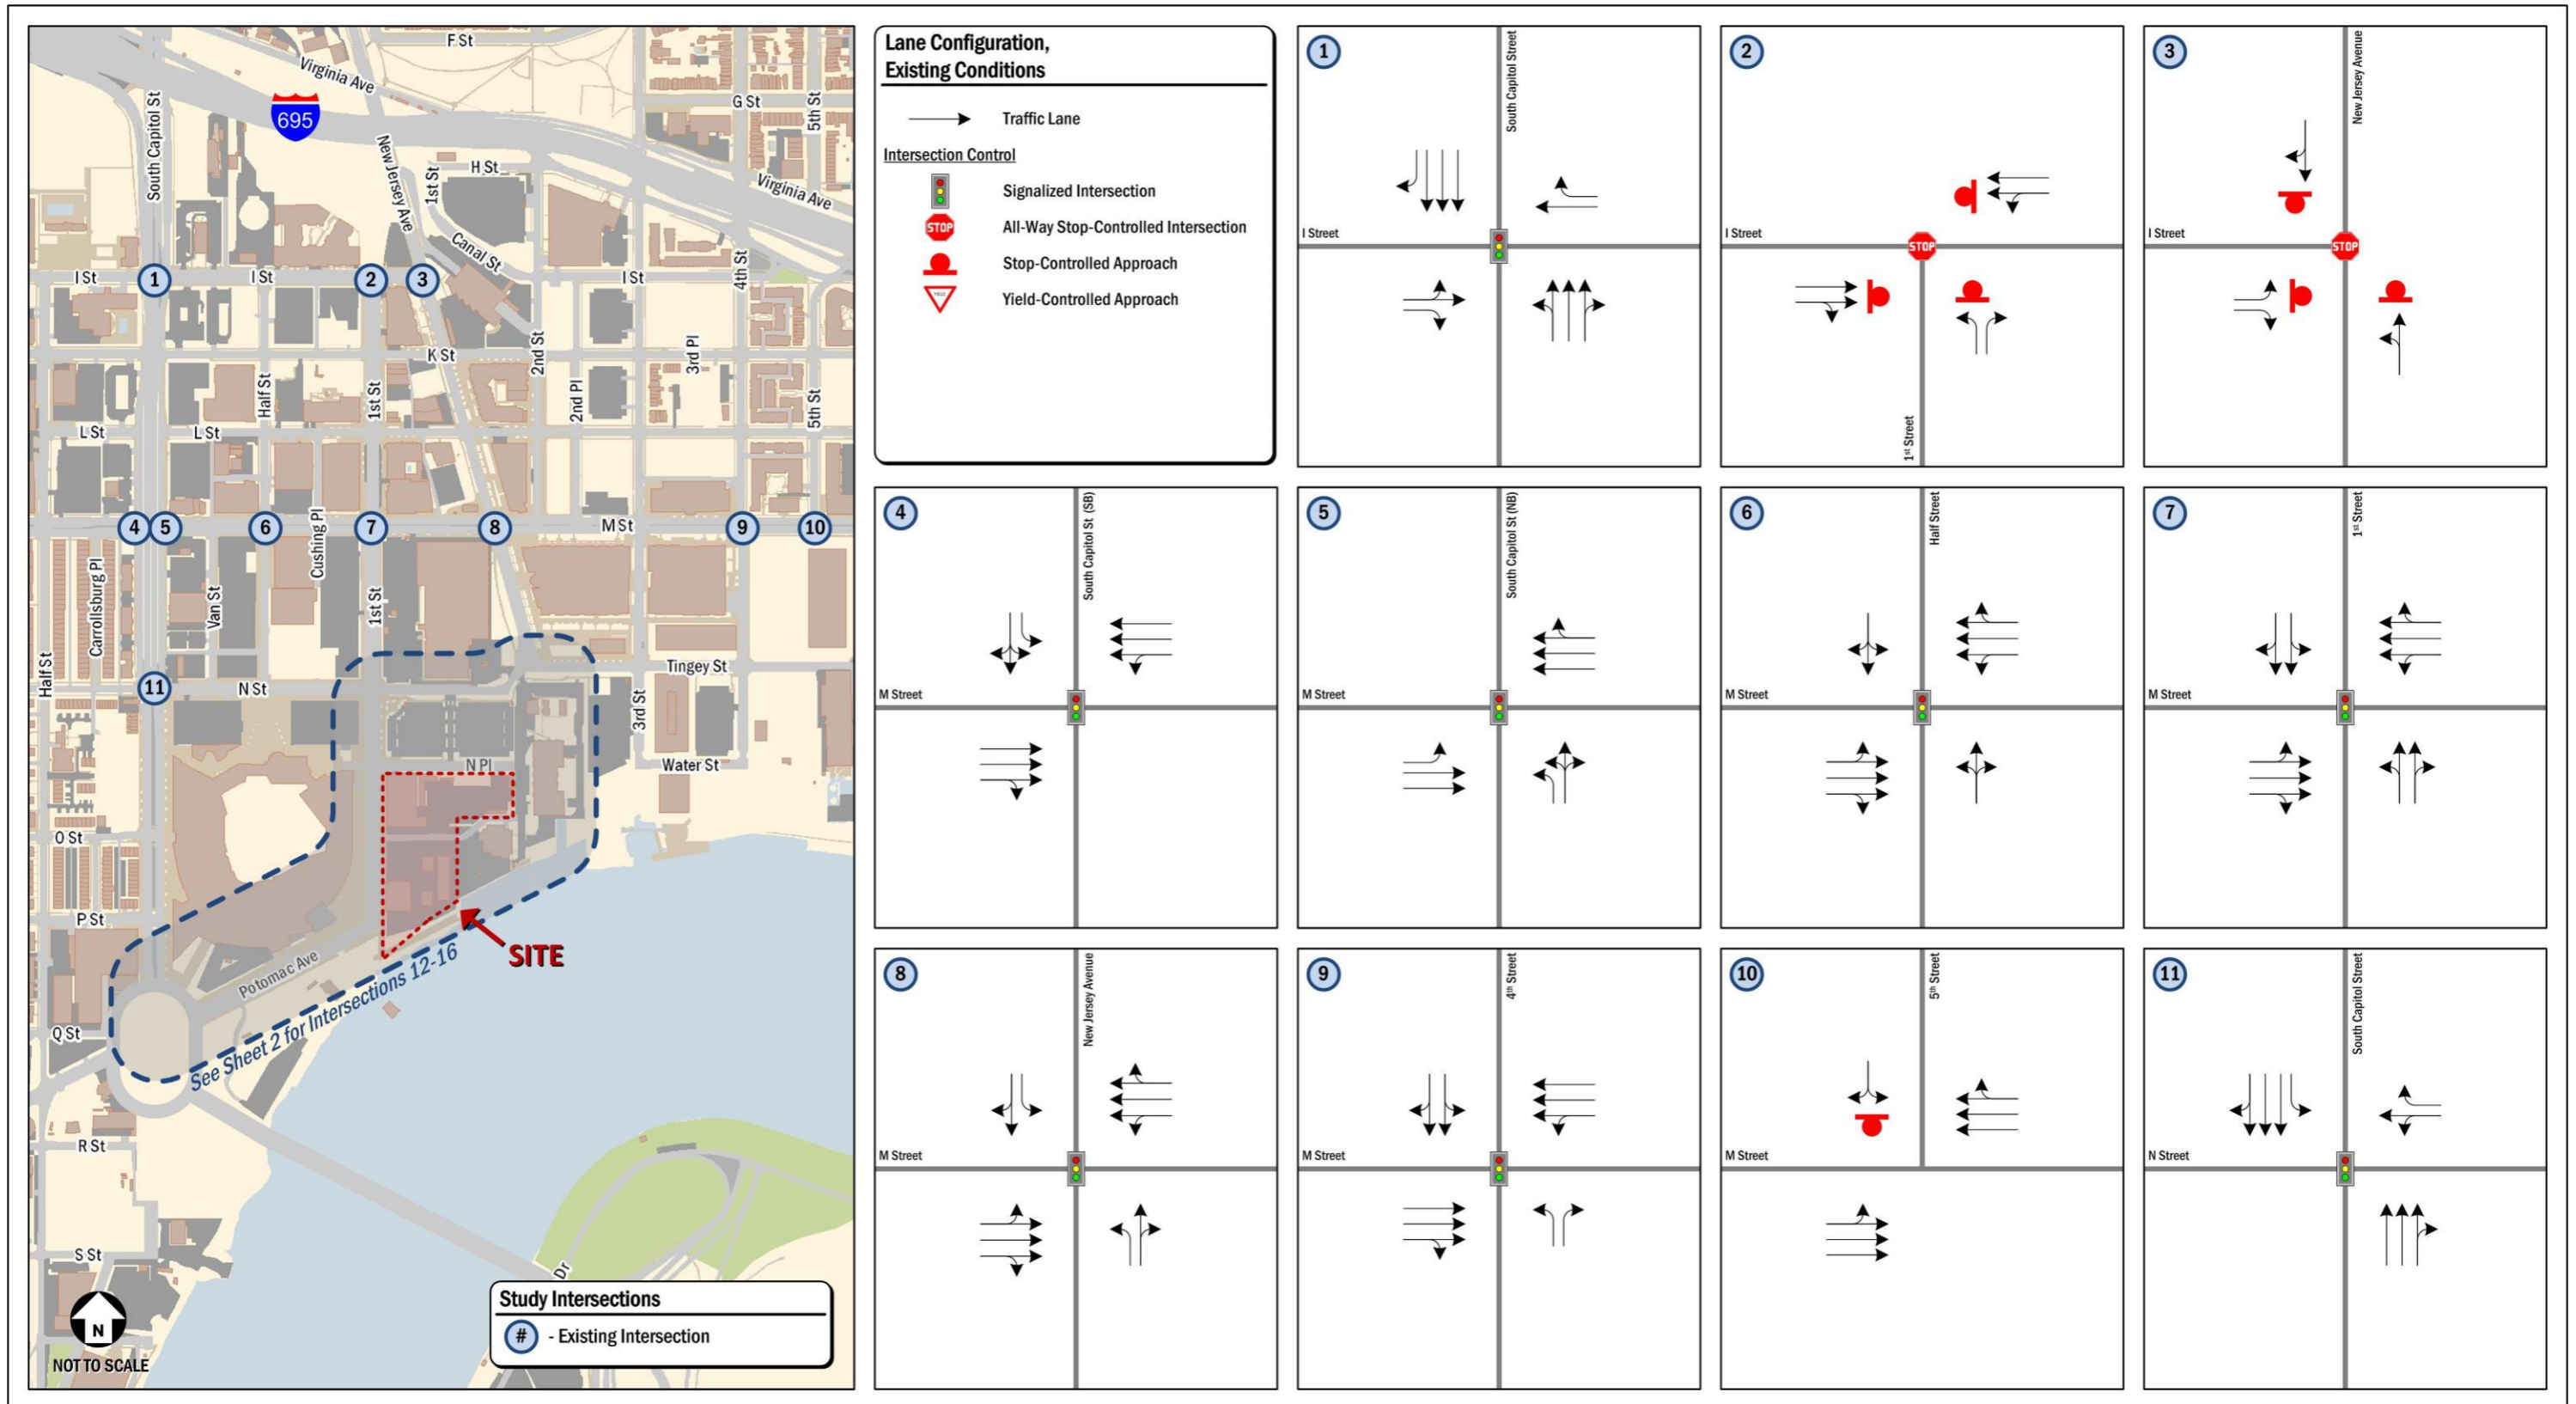 F St
Virginia Ave
G St
5th St
South Capitol St
695
New Jersey Ave
1st St
H St
Virginia Ave
Canal St
4th St
I St
1
I St
2
3
I St
2nd St
K St
3rd Pl
Half St
1st St
2nd Pl
5th St
L St
L St
4
5
6
Cushing Pl
7
8
M St
9
10
Carrollsburg Pl
Van St
1st St
Half St
11
N St
Tingey St
3rd St
N Pl
Water St
O St
P St
SITE
Potomac Ave
See Sheet 2 for Intersections 12-16
Q St
R St
S St
Dr
N
NOT TO SCALE
Study Intersections
# - Existing Intersection
Lane Configuration,
Existing Conditions
Traffic Lane
Intersection Control
Signalized Intersection
STOP All-Way Stop-Controlled Intersection
Stop-Controlled Approach
YIELD Yield-Controlled Approach
1
South Capitol Street
I Street
2
I Street
STOP
1st Street
3
New Jersey Avenue
I Street
STOP
4
South Capitol St (SB)
M Street
5
South Capitol St (NB)
M Street
6
Half Street
M Street
7
1st Street
M Street
8
New Jersey Avenue
M Street
9
4th Street
M Street
10
5th Street
M Street
11
South Capitol Street
N Street